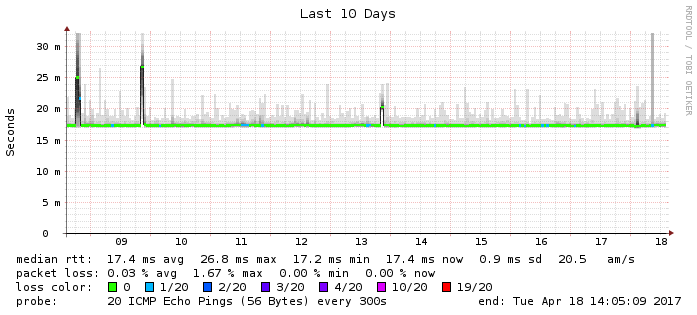 Last 10 Days
RRDTOOL / TOBI OETIKER
Seconds
30 m
25 m
20 m
15 m
10 m
5 m
0
09 10 11 12 13 14 15 16 17 18
median rtt: 17.4 ms avg 26.8 ms max 17.2 ms min 17.4 ms now 0.9 ms sd 20.5 am/s
packet loss: 0.03 % avg 1.67 % max 0.00 % min 0.00 % now
loss color: 0 1/20 2/20 3/20 4/20 10/20 19/20
probe: 20 ICMP Echo Pings (56 Bytes) every 300s end: Tue Apr 18 14:05:09 2017